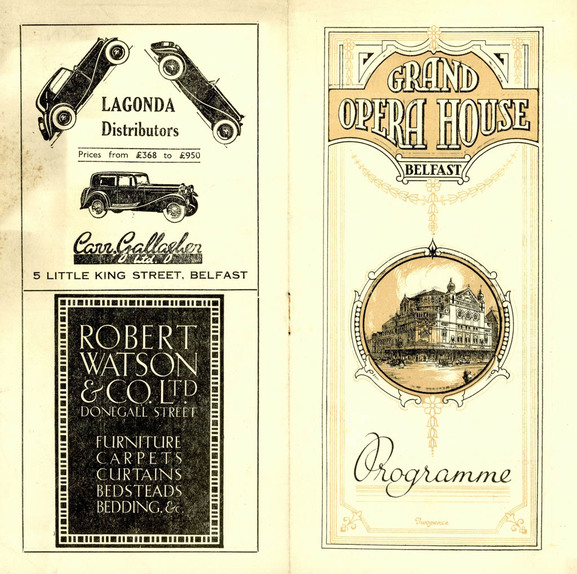 LAGONDA
Distributors
Prices from £368 to £950
Carr, Gallagher
& Ltd.
5 LITTLE KING STREET, BELFAST
ROBERT
WATSON
& CO. LTD
DONEGALL STREET
FURNITURE
CARPETS
CURTAINS
BEDSTEADS
BEDDING, &c.
GRAND
OPERA HOUSE
BELFAST
Programme